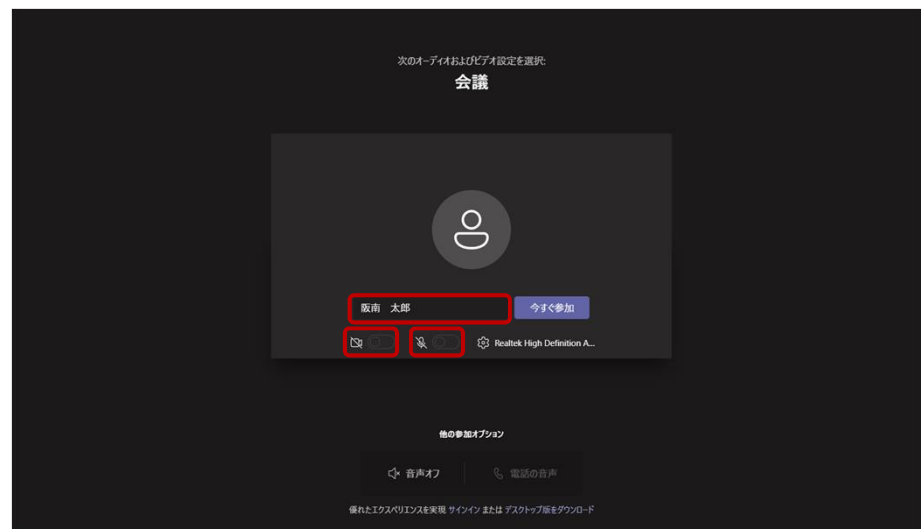 次のオーディオおよびビデオ設定を選択:
会議
阪南　太郎
今すぐ参加
Realtek High Definition A...
他の参加オプション
音声オフ
電話の音声
優れたエクスペリエンスを実現 サインイン または デスクトップ版をダウンロード